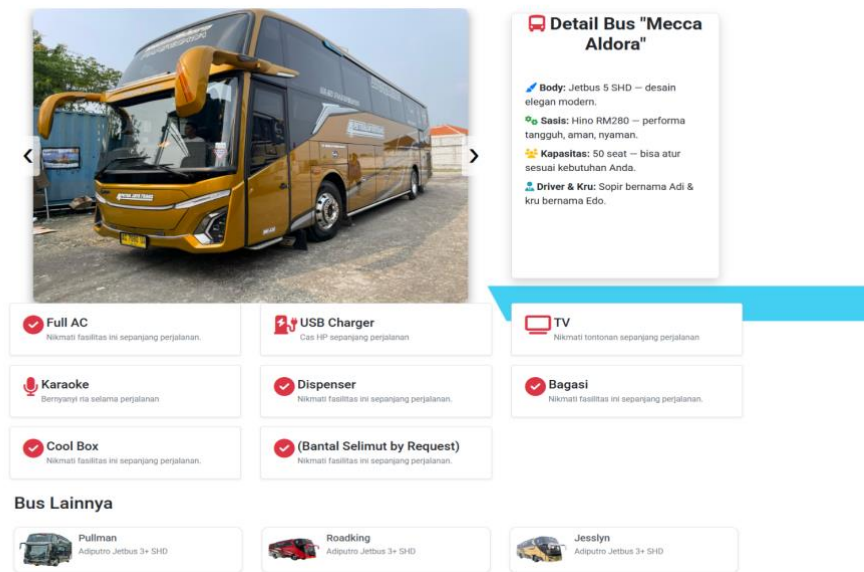 Detail Bus "Mecca
Aldora"
Body: Jetbus 5 SHD — desain
elegan modern.
Sasis: Hino RM280 — performa
tangguh, aman, nyaman.
Kapasitas: 50 seat — bisa atur
sesuai kebutuhan Anda.
Driver & Kru: Sopir bernama Adi &
kru bernama Edo.
Full AC
Nikmati fasilitas ini sepanjang perjalanan.
USB Charger
Cas HP sepanjang perjalanan
TV
Nikmati tontonan sepanjang perjalanan
Karaoke
Bernyanyi ria selama perjalanan
Dispenser
Nikmati fasilitas ini sepanjang perjalanan.
Bagasi
Nikmati fasilitas ini sepanjang perjalanan.
Cool Box
Nikmati fasilitas ini sepanjang perjalanan.
(Bantal Selimut by Request)
Nikmati fasilitas ini sepanjang perjalanan.
Bus Lainnya
Pullman
Adiputro Jetbus 3+ SHD
Roadking
Adiputro Jetbus 3+ SHD
Jesslyn
Adiputro Jetbus 3+ SHD